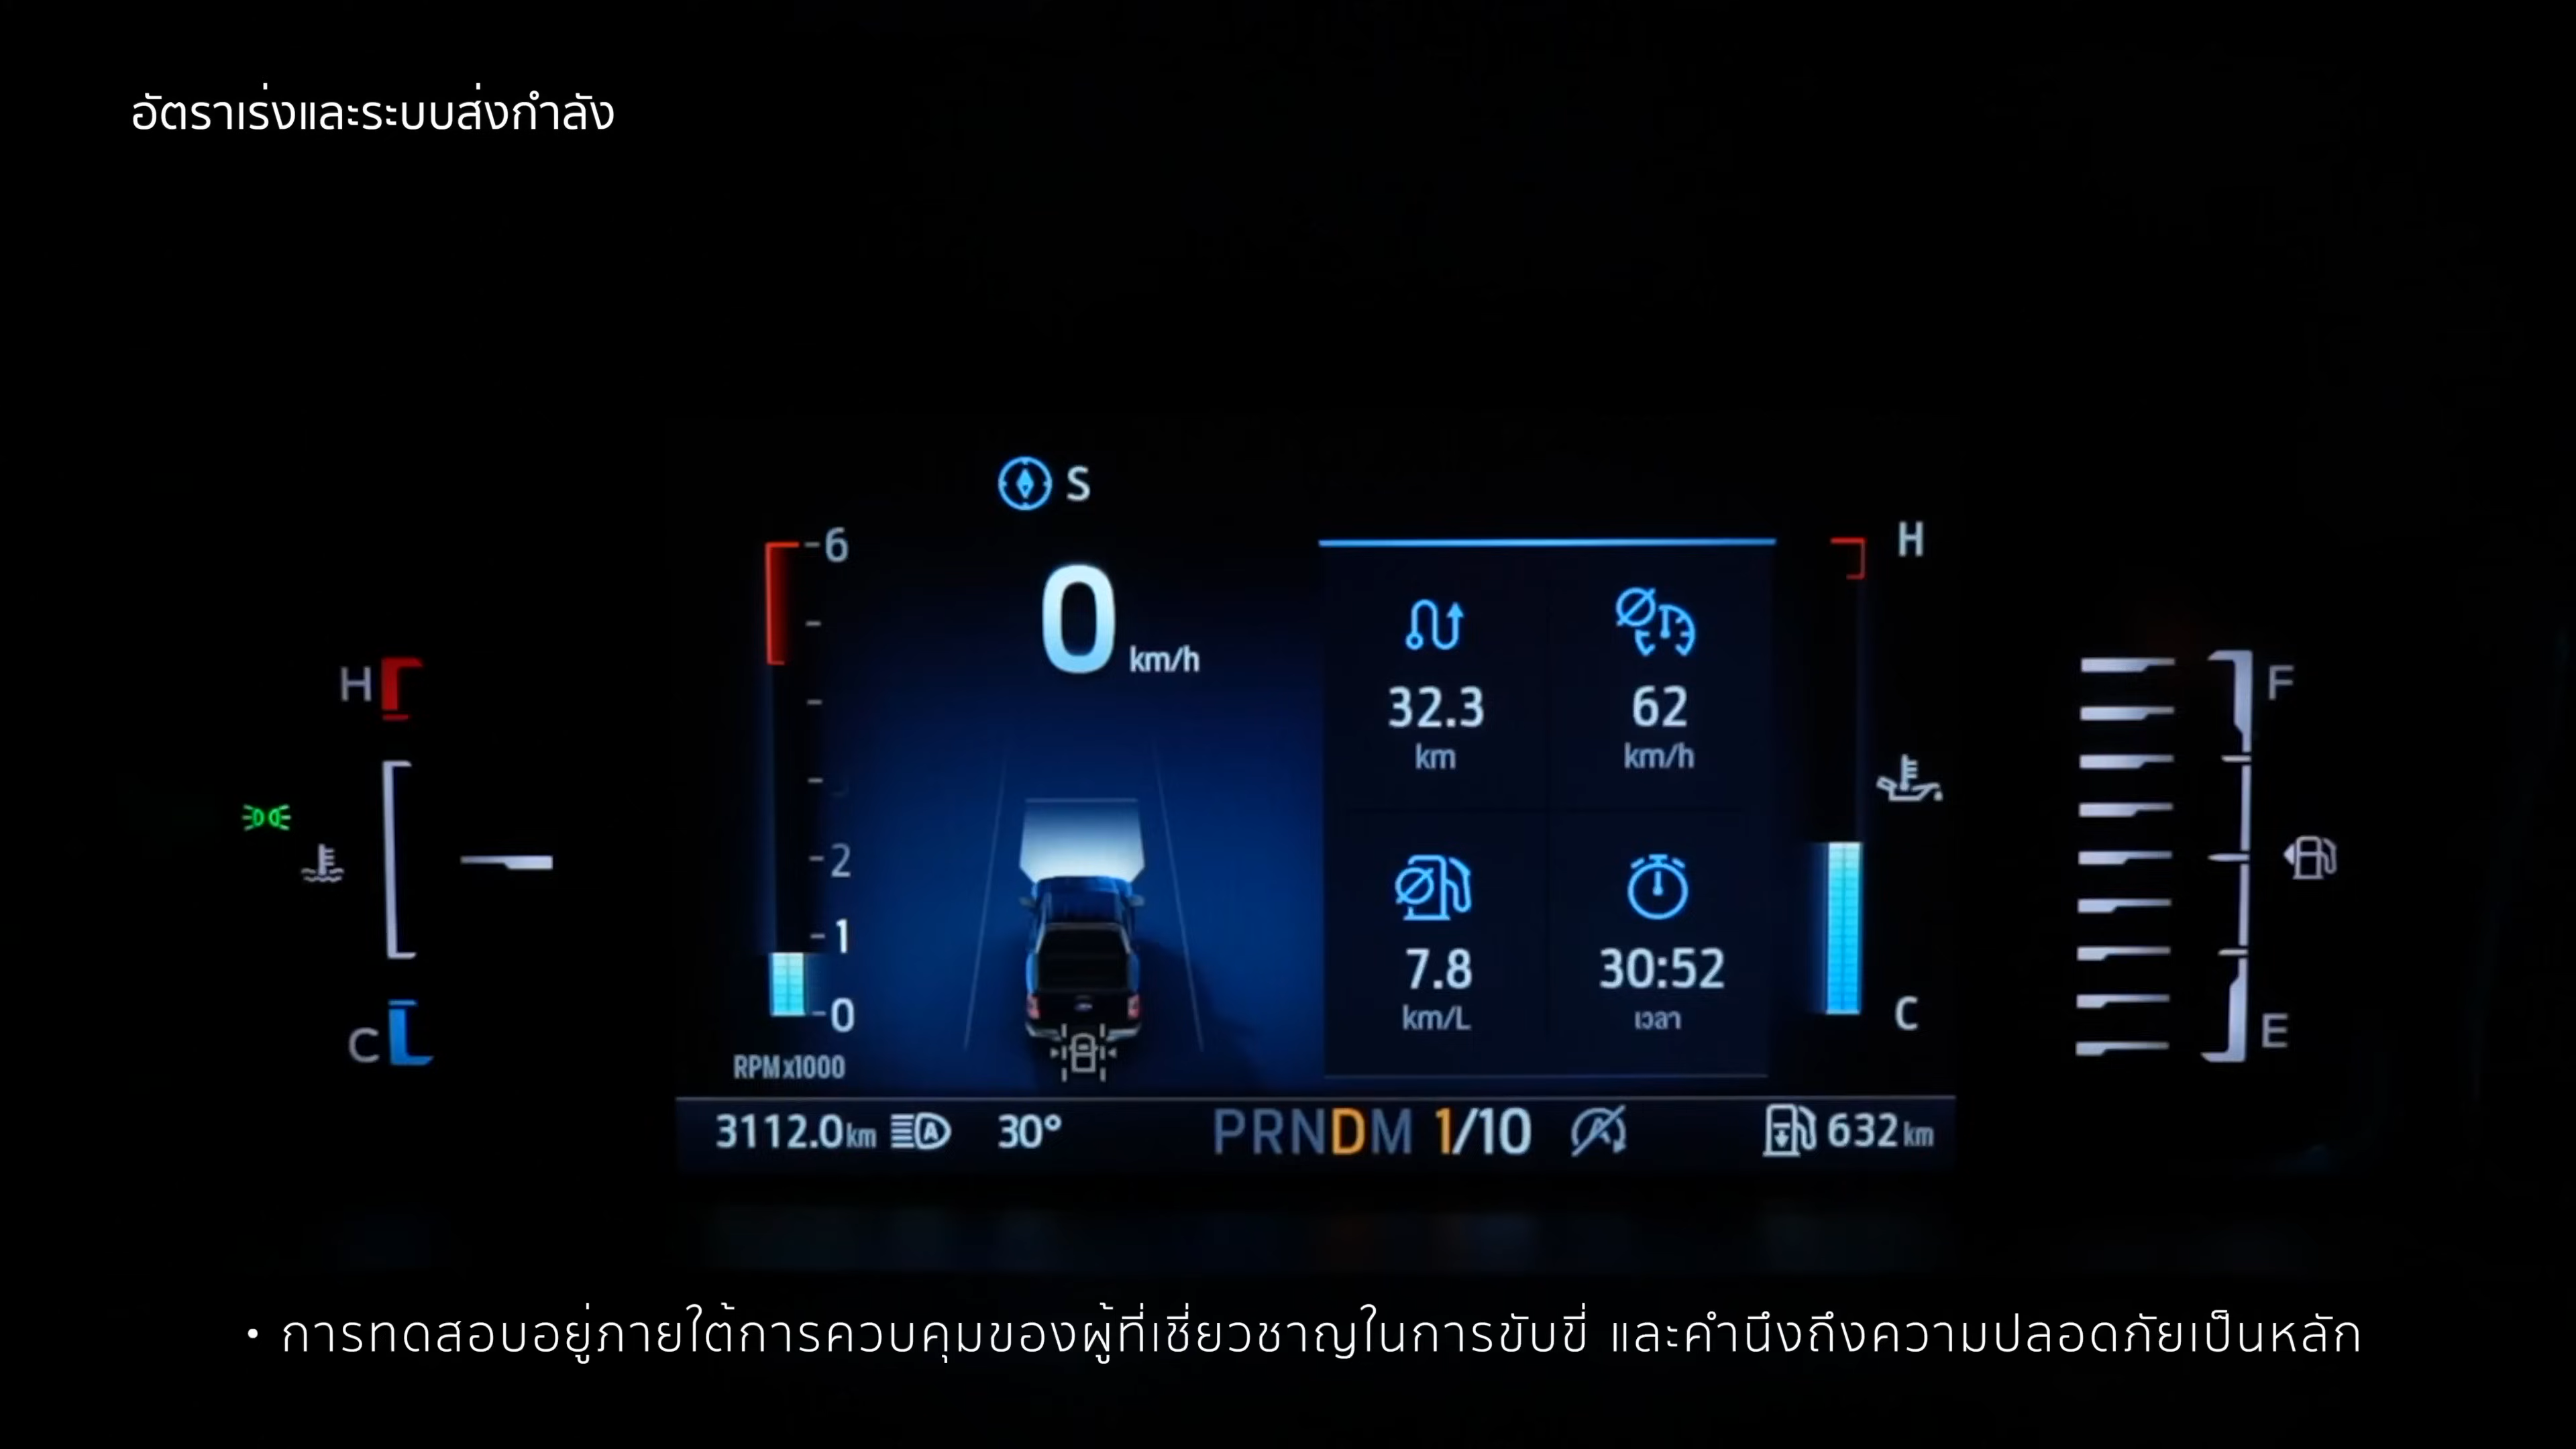 อัตราเร่งและระบบส่งกำลัง
S
6
0 km/h
2
1
0
RPM x1000
32.3 km
62 km/h
7.8 km/L
30:52 เวลา
H
C
H
C
F
E
3112.0 km A 30° PRNDM 1/10 A 632 km
• การทดสอบอยู่ภายใต้การควบคุมของผู้ที่เชี่ยวชาญในการขับขี่ และคำนึงถึงความปลอดภัยเป็นหลัก